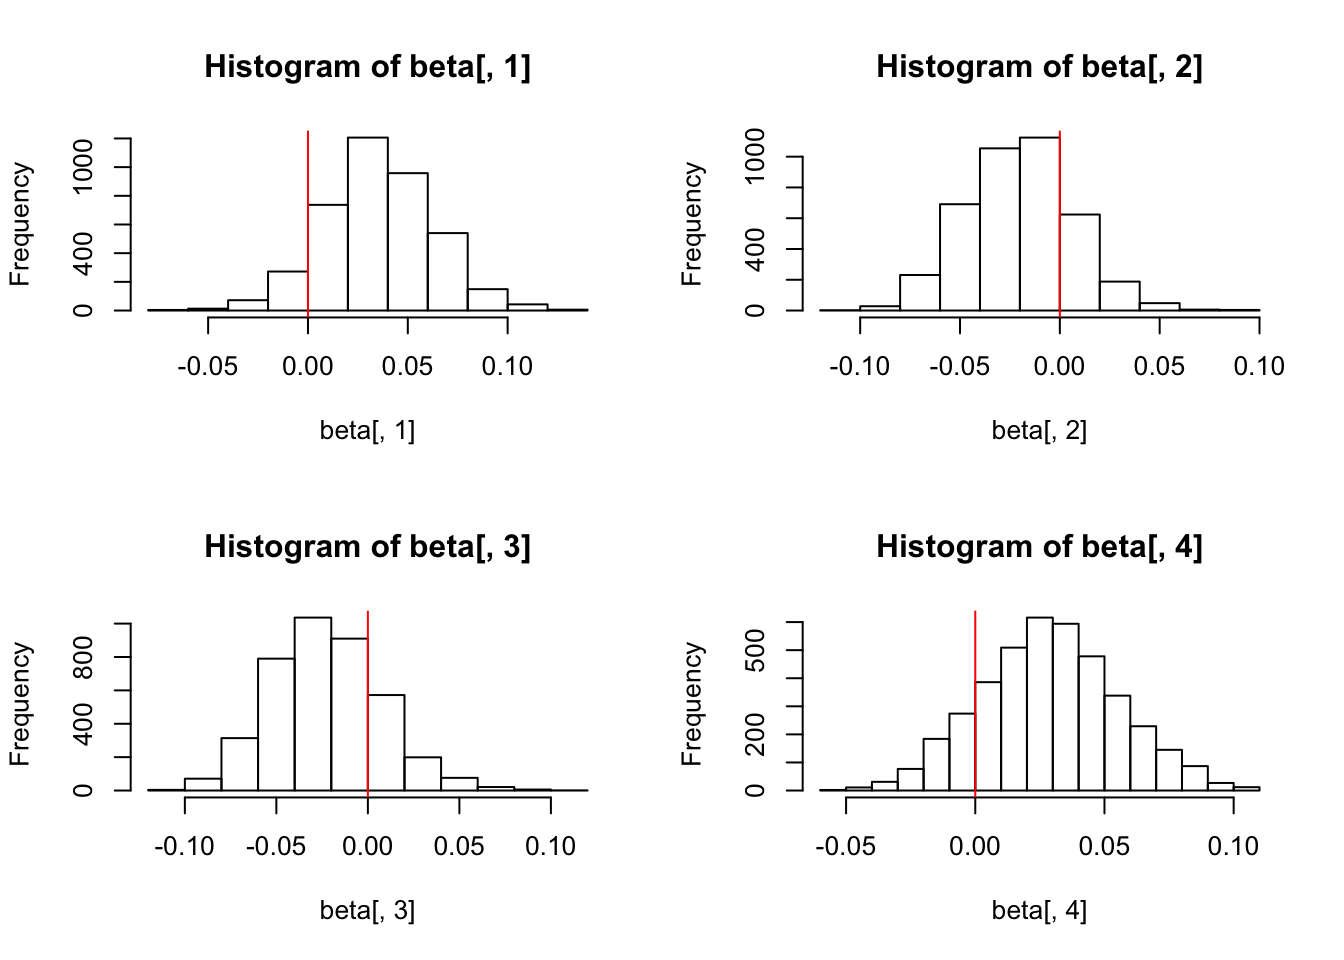 Histogram of beta[, 1]
Frequency
0 400 1000
-0.05 0.00 0.05 0.10
beta[, 1]
Histogram of beta[, 2]
Frequency
0 400 1000
-0.10 -0.05 0.00 0.05 0.10
beta[, 2]
Histogram of beta[, 3]
Frequency
0 400 800
-0.10 -0.05 0.00 0.05 0.10
beta[, 3]
Histogram of beta[, 4]
Frequency
0 200 500
-0.05 0.00 0.05 0.10
beta[, 4]